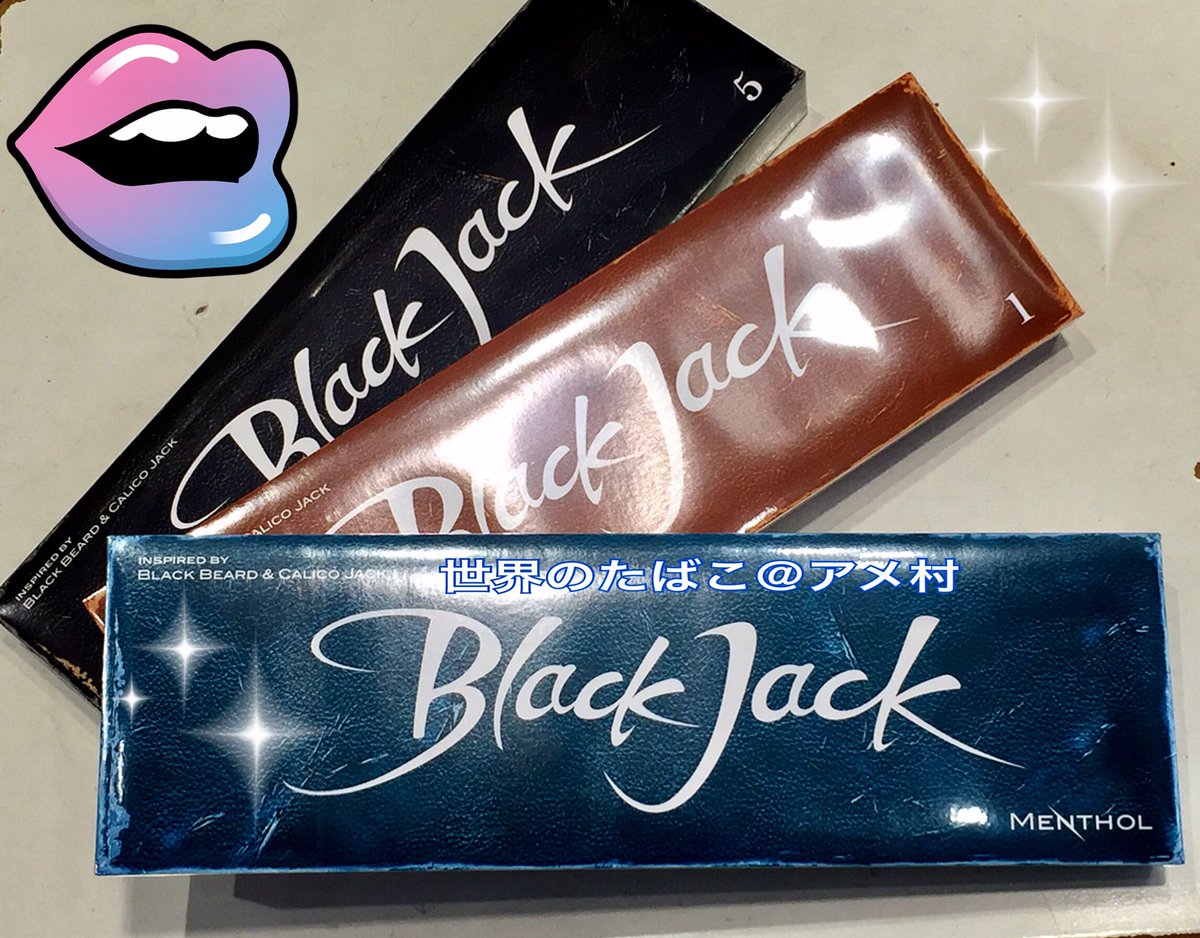 5
Black Jack
INSPIRED BY
BLACK BEARD & CALICO JACK
1
Black Jack
CALICO JACK
INSPIRED BY
BLACK BEARD & CALICO JACK
世界のたばこ@アメ村
Black Jack
MENTHOL